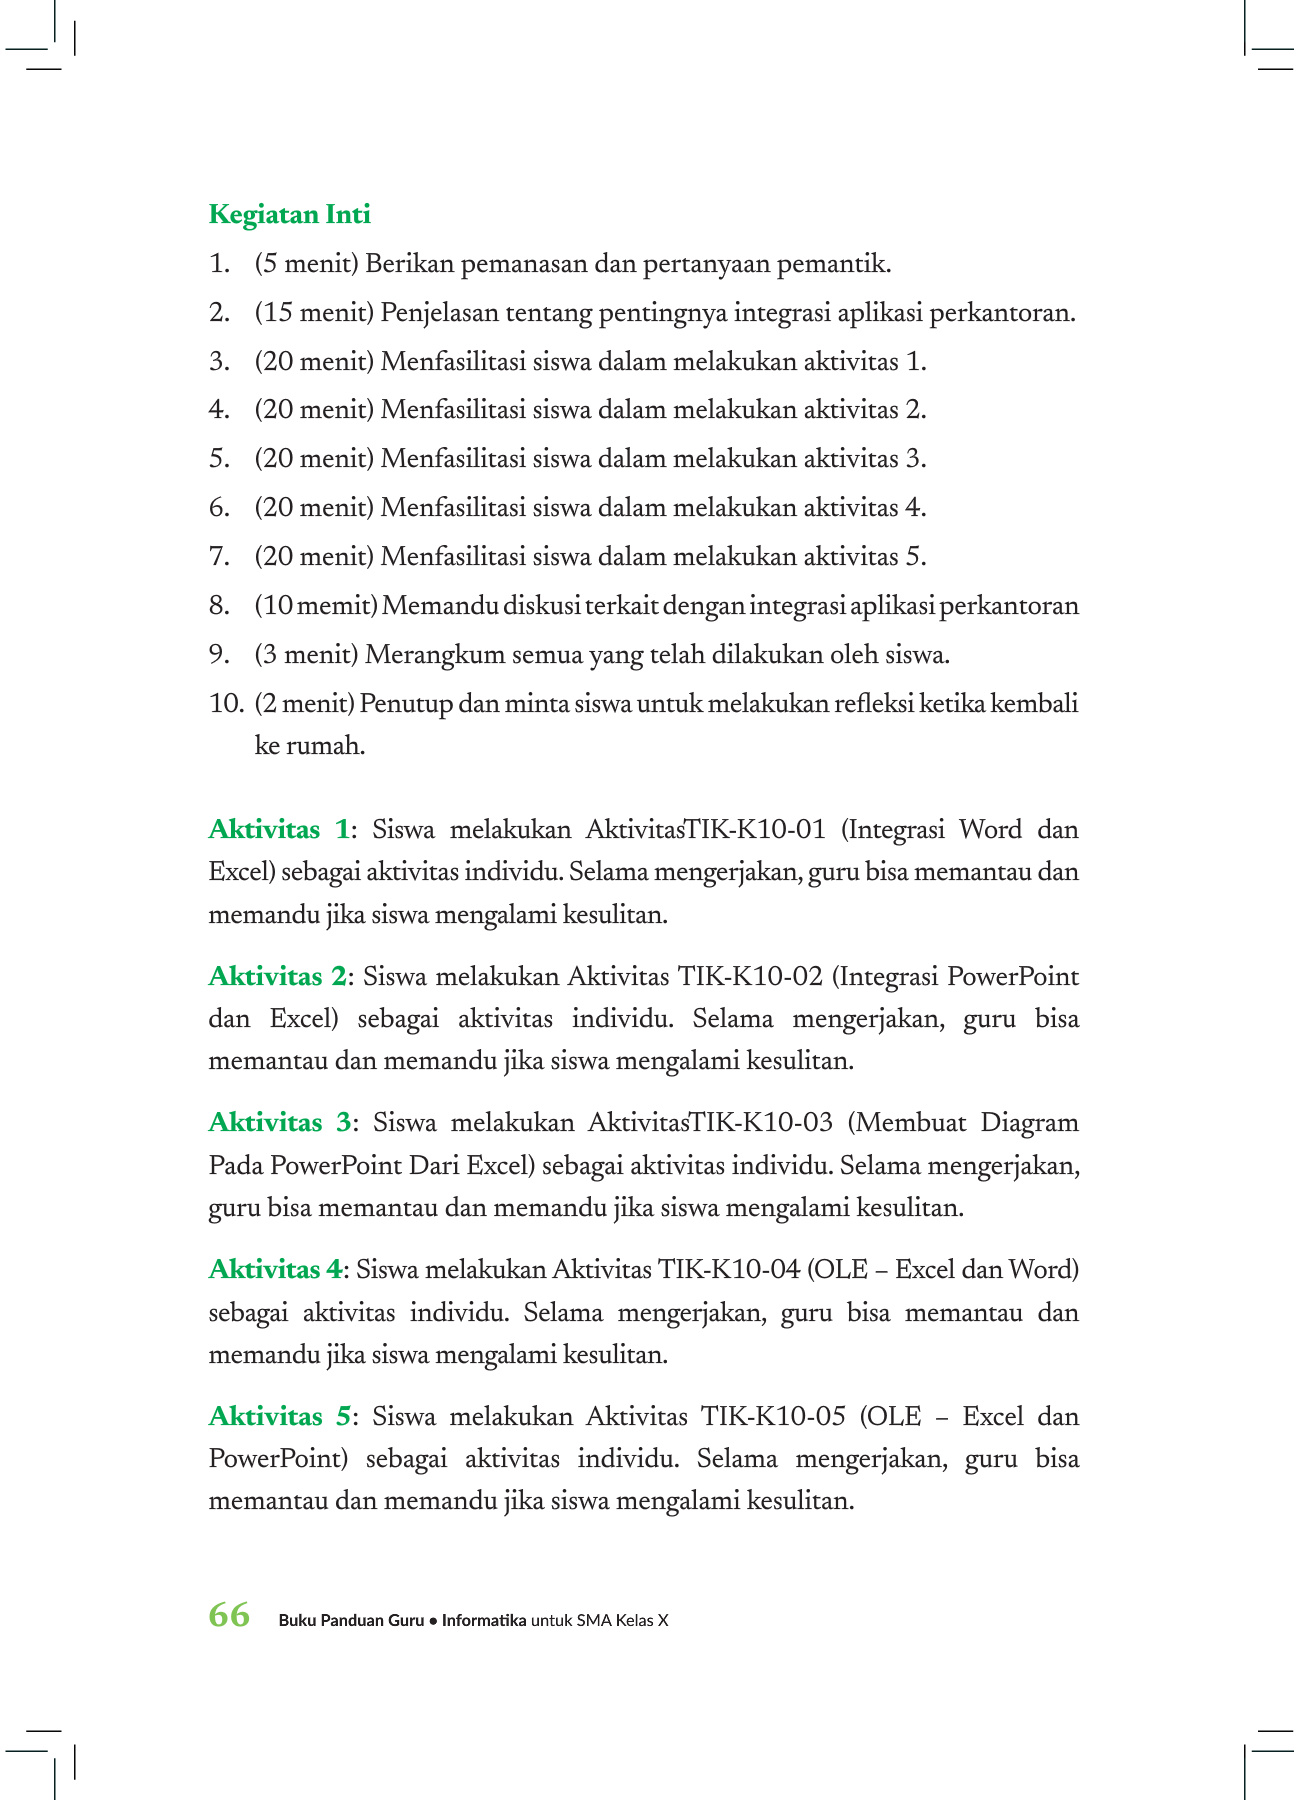 Kegiatan Inti
1. (5 menit) Berikan pemanasan dan pertanyaan pemantik.
2. (15 menit) Penjelasan tentang pentingnya integrasi aplikasi perkantoran.
3. (20 menit) Menfasilitasi siswa dalam melakukan aktivitas 1.
4. (20 menit) Menfasilitasi siswa dalam melakukan aktivitas 2.
5. (20 menit) Menfasilitasi siswa dalam melakukan aktivitas 3.
6. (20 menit) Menfasilitasi siswa dalam melakukan aktivitas 4.
7. (20 menit) Menfasilitasi siswa dalam melakukan aktivitas 5.
8. (10 memit) Memandu diskusi terkait dengan integrasi aplikasi perkantoran
9. (3 menit) Merangkum semua yang telah dilakukan oleh siswa.
10. (2 menit) Penutup dan minta siswa untuk melakukan refleksi ketika kembali
ke rumah.
Aktivitas 1: Siswa melakukan AktivitasTIK-K10-01 (Integrasi Word dan
Excel) sebagai aktivitas individu. Selama mengerjakan, guru bisa memantau dan
memandu jika siswa mengalami kesulitan.
Aktivitas 2: Siswa melakukan Aktivitas TIK-K10-02 (Integrasi PowerPoint
dan Excel) sebagai aktivitas individu. Selama mengerjakan, guru bisa
memantau dan memandu jika siswa mengalami kesulitan.
Aktivitas 3: Siswa melakukan AktivitasTIK-K10-03 (Membuat Diagram
Pada PowerPoint Dari Excel) sebagai aktivitas individu. Selama mengerjakan,
guru bisa memantau dan memandu jika siswa mengalami kesulitan.
Aktivitas 4: Siswa melakukan Aktivitas TIK-K10-04 (OLE – Excel dan Word)
sebagai aktivitas individu. Selama mengerjakan, guru bisa memantau dan
memandu jika siswa mengalami kesulitan.
Aktivitas 5: Siswa melakukan Aktivitas TIK-K10-05 (OLE – Excel dan
PowerPoint) sebagai aktivitas individu. Selama mengerjakan, guru bisa
memantau dan memandu jika siswa mengalami kesulitan.
66 Buku Panduan Guru • Informatika untuk SMA Kelas X